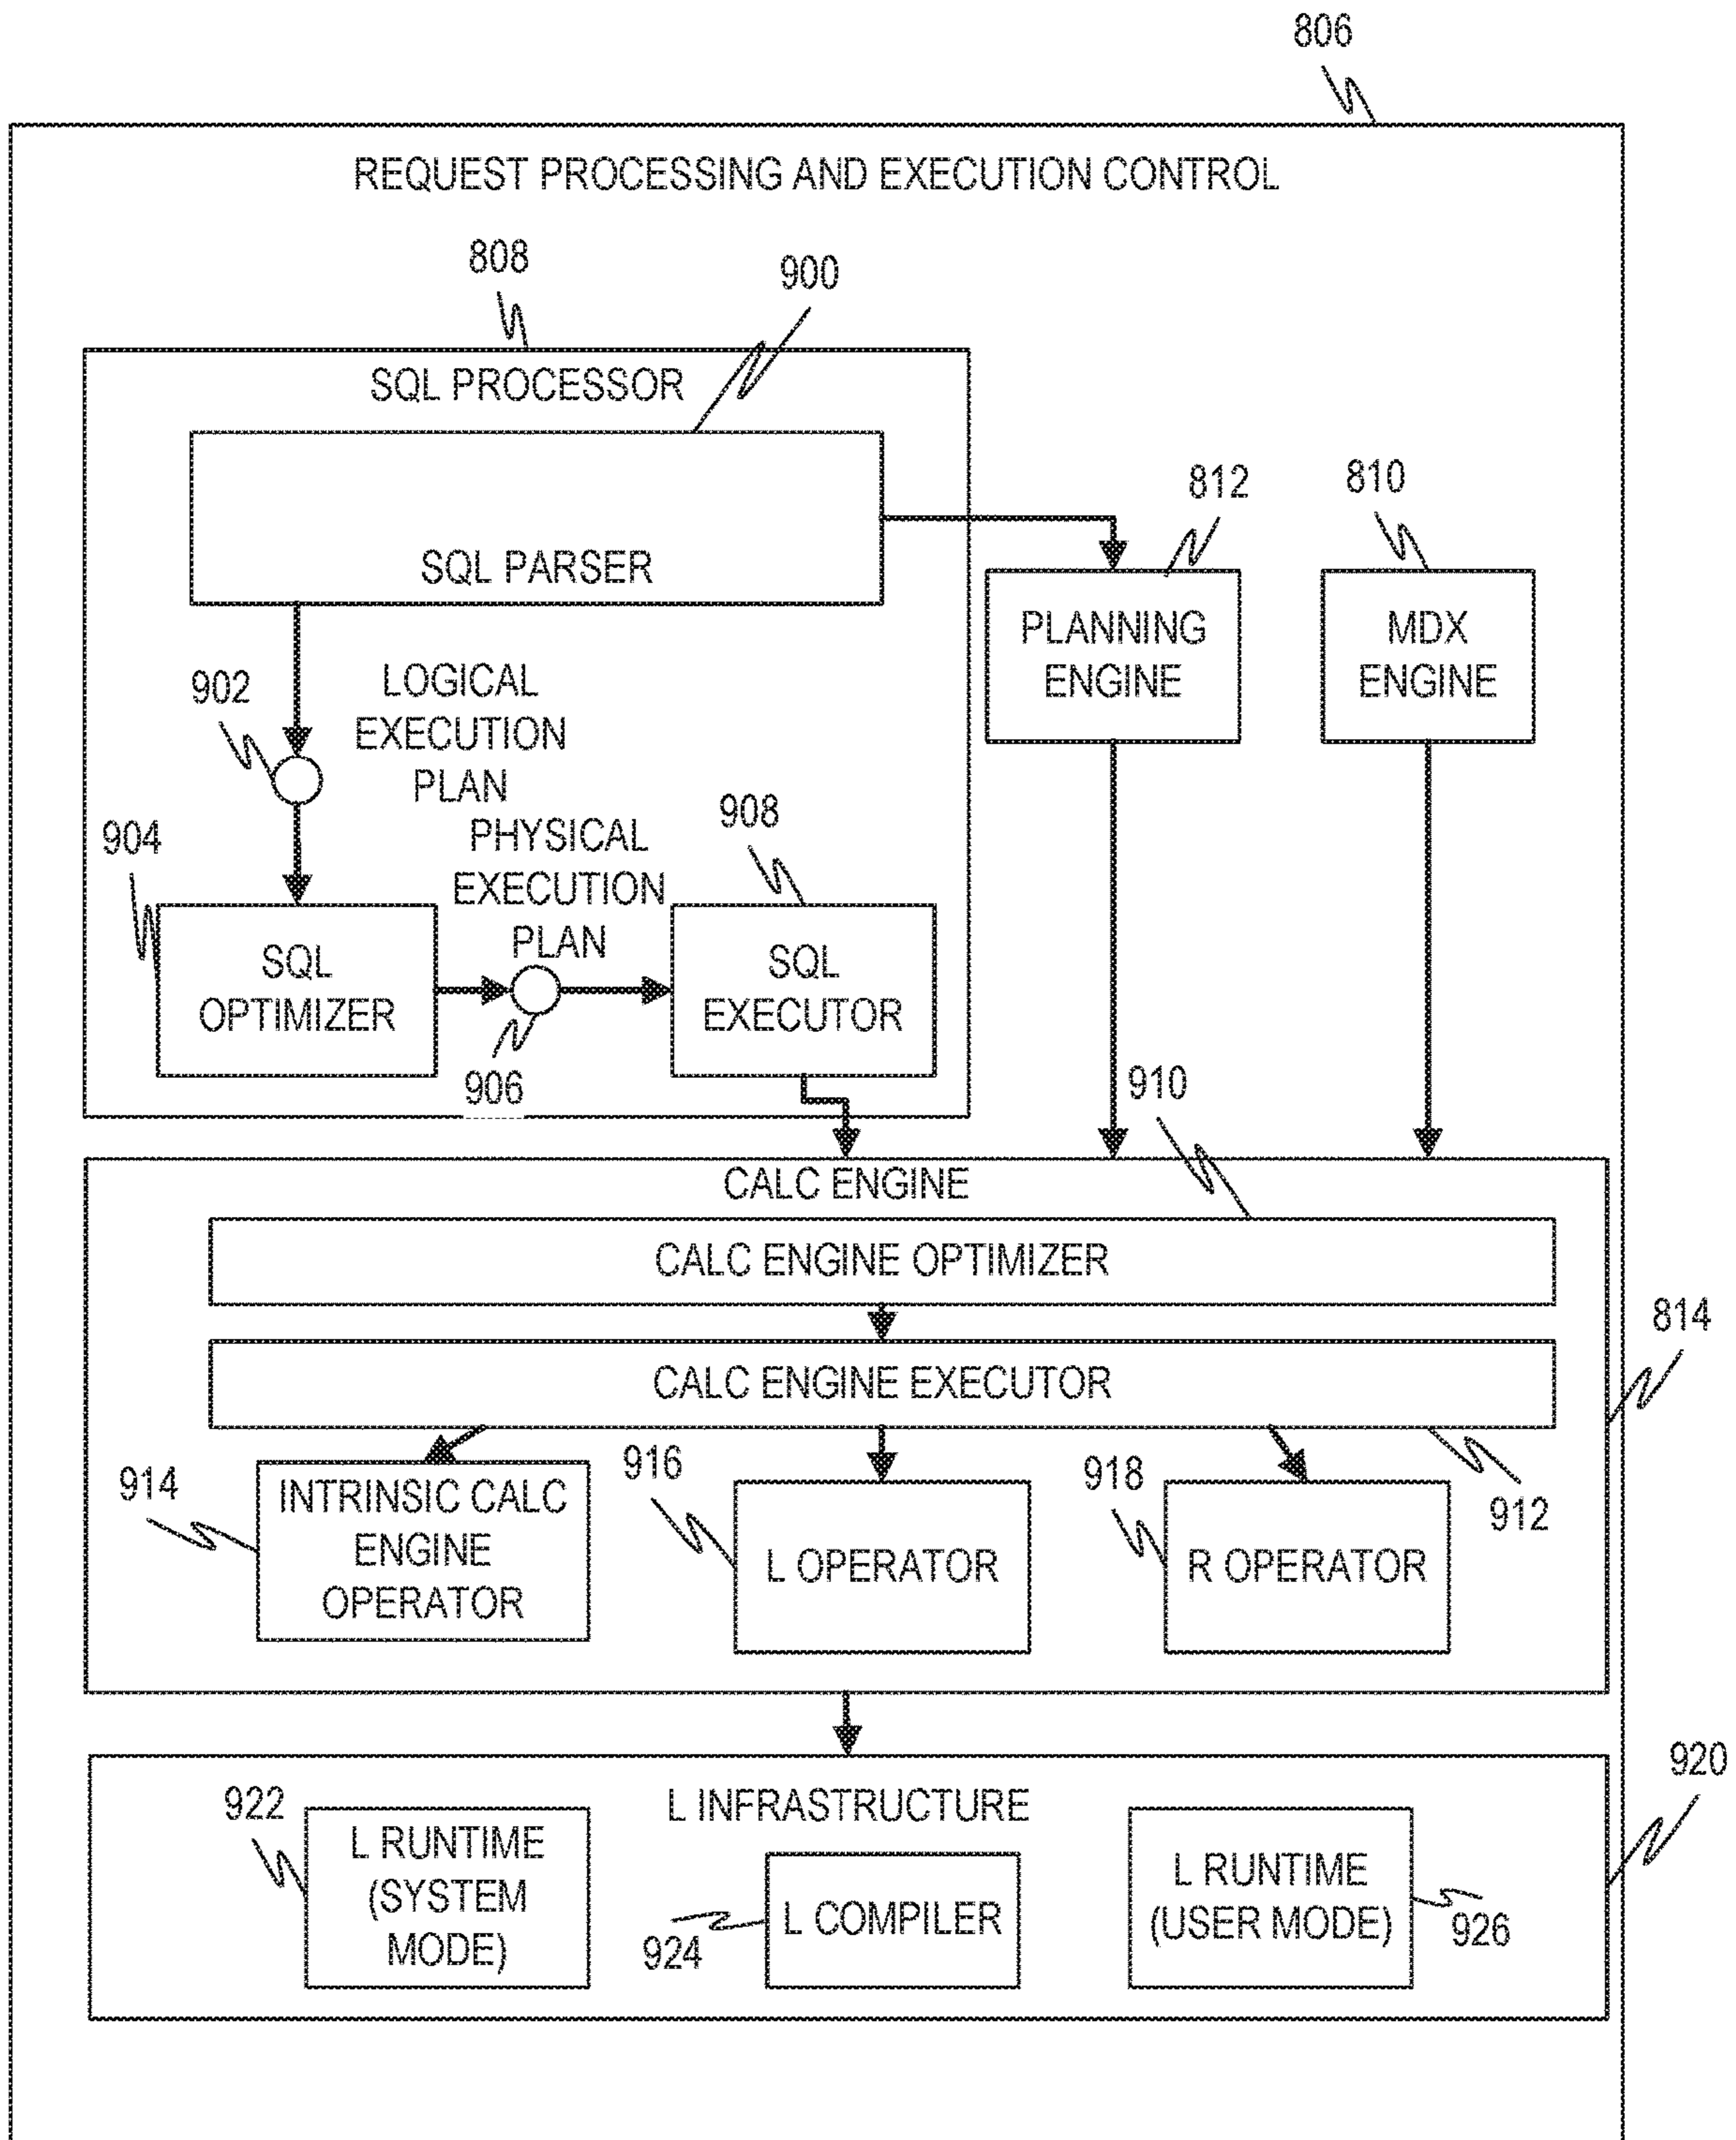 806
REQUEST PROCESSING AND EXECUTION CONTROL
808
900
SQL PROCESSOR
SQL PARSER
812
810
PLANNING
ENGINE
MDX
ENGINE
902
LOGICAL
EXECUTION
PLAN
904
PHYSICAL
EXECUTION
PLAN
908
SQL
OPTIMIZER
SQL
EXECUTOR
906
910
CALC ENGINE
CALC ENGINE OPTIMIZER
814
CALC ENGINE EXECUTOR
914
INTRINSIC CALC
ENGINE
OPERATOR
916
L OPERATOR
918
R OPERATOR
912
920
L INFRASTRUCTURE
922
L RUNTIME
(SYSTEM
MODE)
924
L COMPILER
L RUNTIME
(USER MODE)
926